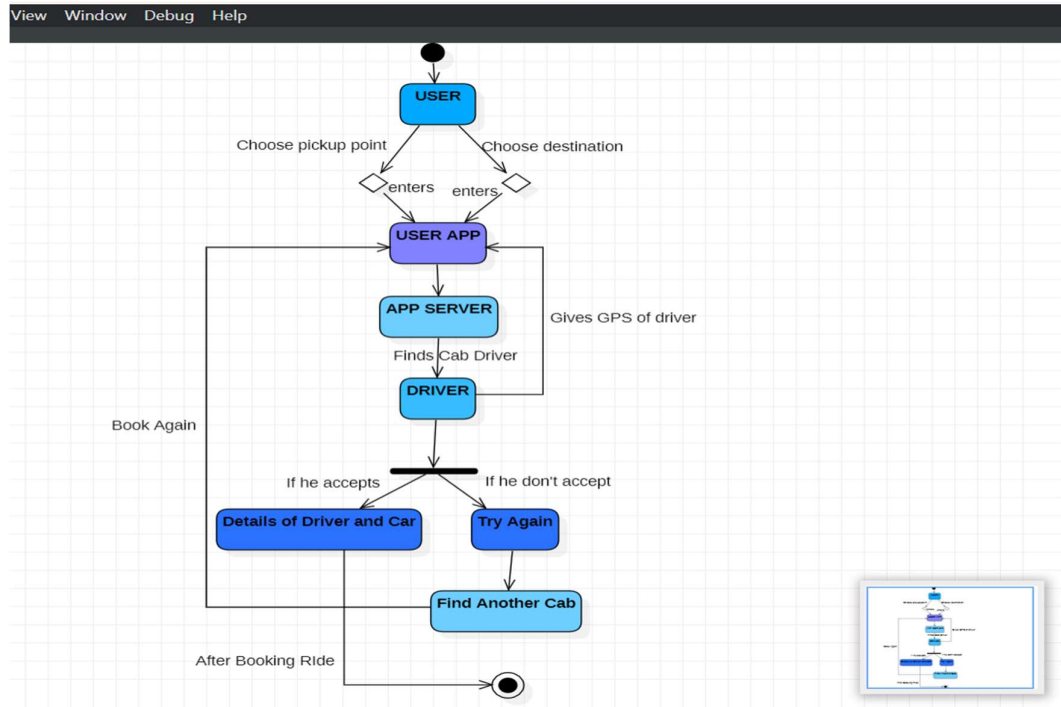 View Window Debug Help
USER
Choose pickup point
Choose destination
enters
enters
USER APP
APP SERVER
Gives GPS of driver
Finds Cab Driver
DRIVER
Book Again
If he accepts
If he don't accept
Details of Driver and Car
Try Again
Find Another Cab
After Booking RIde